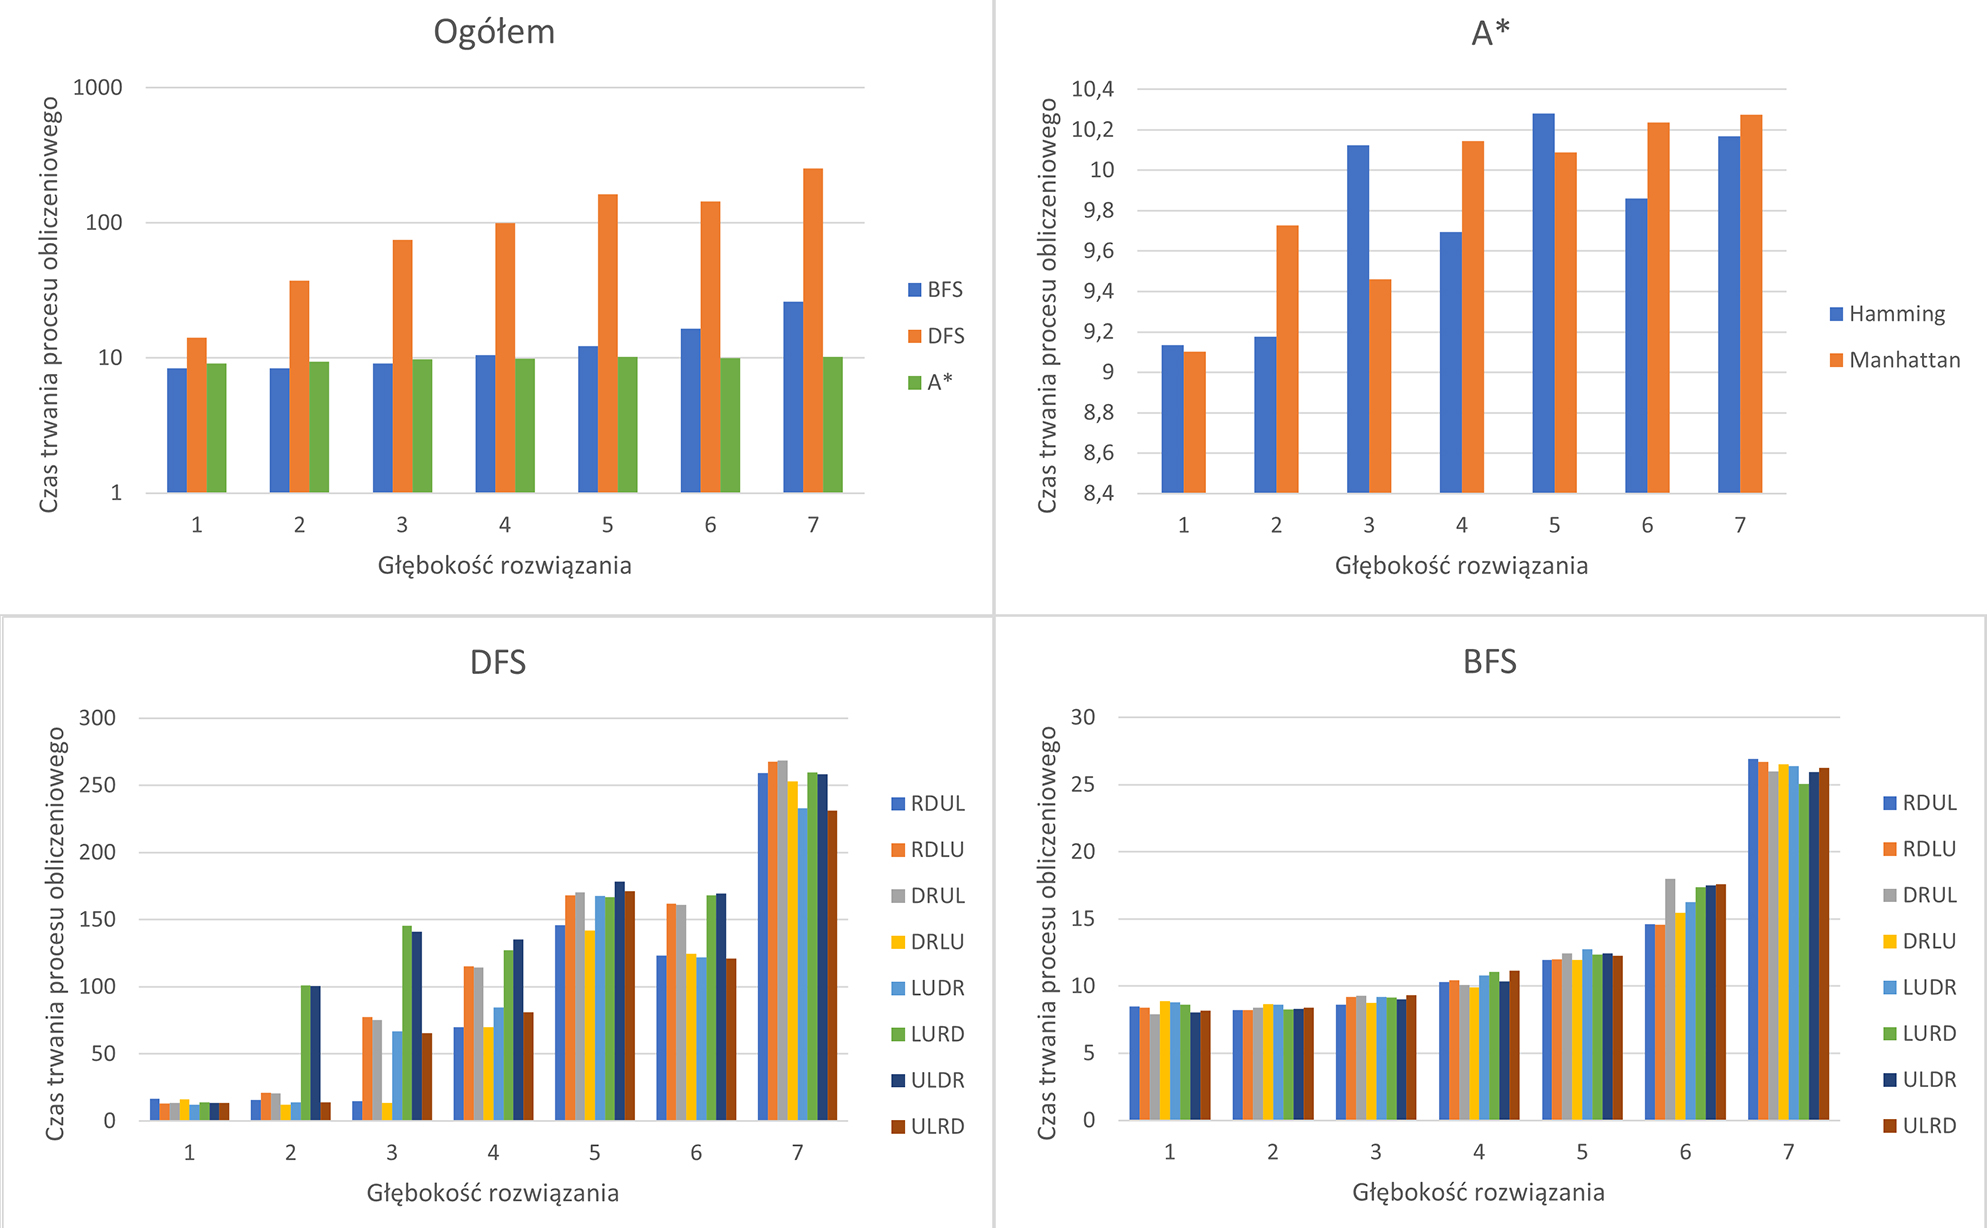 Ogółem
Czas trwania procesu obliczeniowego
1000
100
10
1
1 2 3 4 5 6 7
Głębokość rozwiązania
BFS
DFS
A*
A*
Czas trwania procesu obliczeniowego
10,4
10,2
10
9,8
9,6
9,4
9,2
9
8,8
8,6
8,4
1 2 3 4 5 6 7
Głębokość rozwiązania
Hamming
Manhattan
DFS
Czas trwania procesu obliczeniowego
300
250
200
150
100
50
0
1 2 3 4 5 6 7
Głębokość rozwiązania
RDUL
RDLU
DRUL
DRLU
LUDR
LURD
ULDR
ULRD
BFS
Czas trwania procesu obliczeniowego
30
25
20
15
10
5
0
1 2 3 4 5 6 7
Głębokość rozwiązania
RDUL
RDLU
DRUL
DRLU
LUDR
LURD
ULDR
ULRD